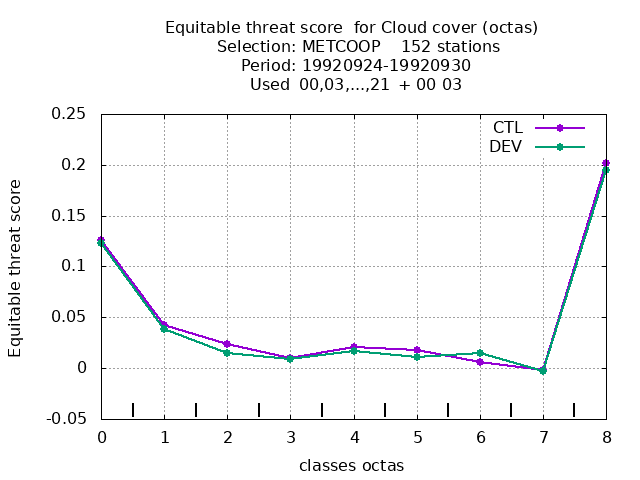 Equitable threat score  for Cloud cover (octas)
Selection: METCOOP    152 stations
Period: 19920924-19920930
Used  00,03,...,21  + 00 03
CTL
DEV
0.25
0.2
0.15
0.1
0.05
0
-0.05
Equitable threat score
0 1 2 3 4 5 6 7 8
classes octas